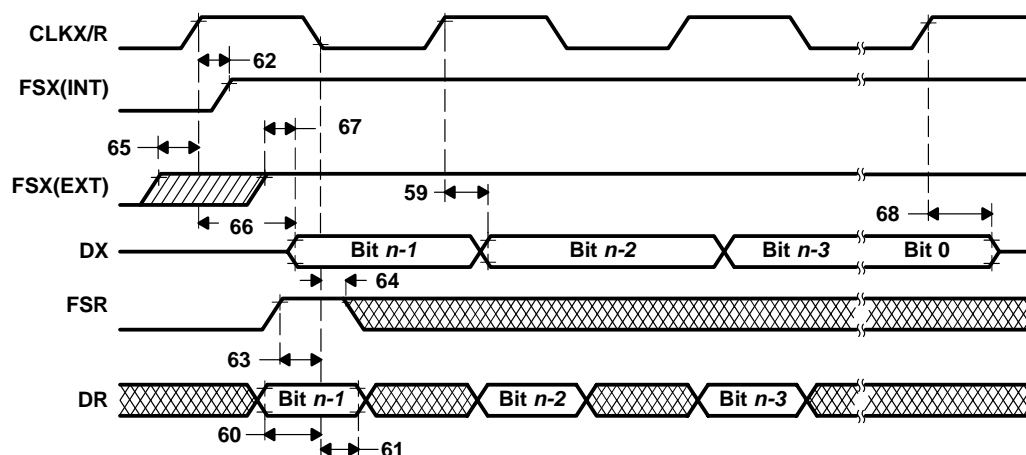 CLKX/R
62
FSX(INT)
67
65
FSX(EXT)
59
66
68
DX
Bit n-1
Bit n-2
Bit n-3
Bit 0
64
FSR
63
DR
Bit n-1
Bit n-2
Bit n-3
60
61